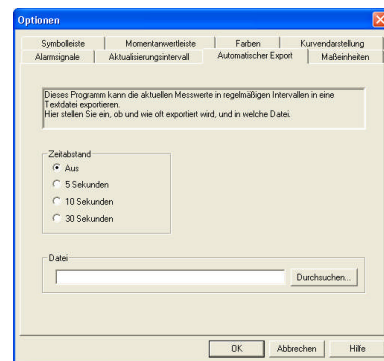 Optionen
Symbolleiste Momentanwertleiste Farben Kurvendarstellung
Alarmsignale Aktualisierungsintervall Automatischer Export Maßeinheiten
Dieses Programm kann die aktuellen Messwerte in regelmäßigen Intervallen in eine
Textdatei exportieren.
Hier stellen Sie ein, ob und wie oft exportiert wird, und in welche Datei.
Zeitabstand
Aus
5 Sekunden
10 Sekunden
30 Sekunden
Datei
Durchsuchen...
OK Abbrechen Hilfe